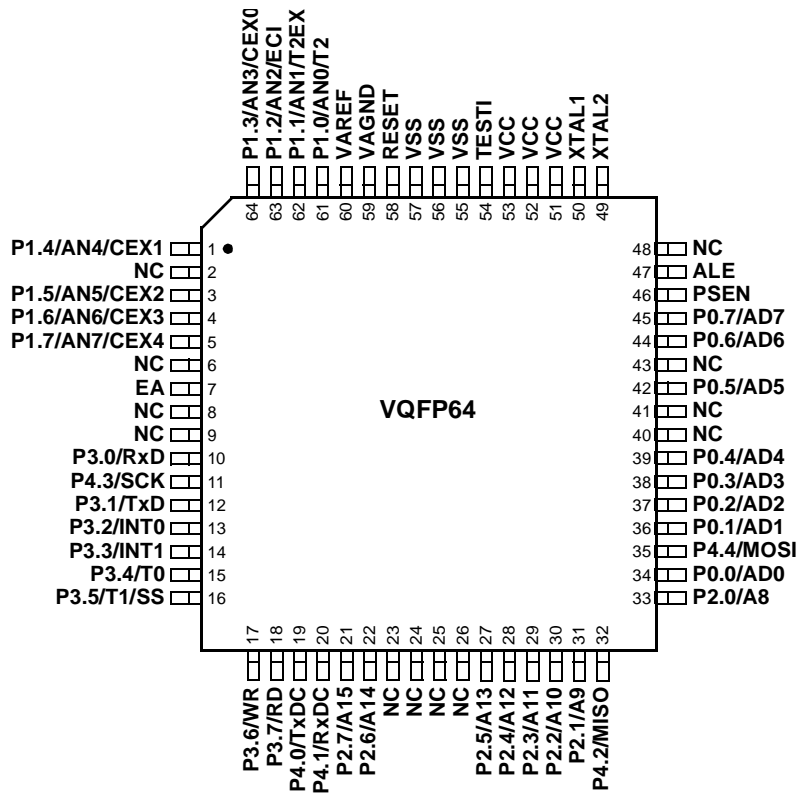 P1.3/AN3/CEX0
P1.2/AN2/ECI
P1.1/AN1/T2EX
P1.0/AN0/T2
VAREF
VAGND
RESET
VSS
VSS
VSS
TESTI
VCC
VCC
VCC
XTAL1
XTAL2
64
63
62
61
60
59
58
57
56
55
54
53
52
51
50
49
P1.4/AN4/CEX1 1
NC 2
P1.5/AN5/CEX2 3
P1.6/AN6/CEX3 4
P1.7/AN7/CEX4 5
NC 6
EA 7
NC 8
NC 9
P3.0/RxD 10
P4.3/SCK 11
P3.1/TxD 12
P3.2/INT0 13
P3.3/INT1 14
P3.4/T0 15
P3.5/T1/SS 16
VQFP64
48 NC
47 ALE
46 PSEN
45 P0.7/AD7
44 P0.6/AD6
43 NC
42 P0.5/AD5
41 NC
40 NC
39 P0.4/AD4
38 P0.3/AD3
37 P0.2/AD2
36 P0.1/AD1
35 P4.4/MOSI
34 P0.0/AD0
33 P2.0/A8
17
18
19
20
21
22
23
24
25
26
27
28
29
30
31
32
P3.6/WR
P3.7/RD
P4.0/TxDC
P4.1/RxDC
P2.7/A15
P2.6/A14
NC
NC
NC
NC
P2.5/A13
P2.4/A12
P2.3/A11
P2.2/A10
P2.1/A9
P4.2/MISO